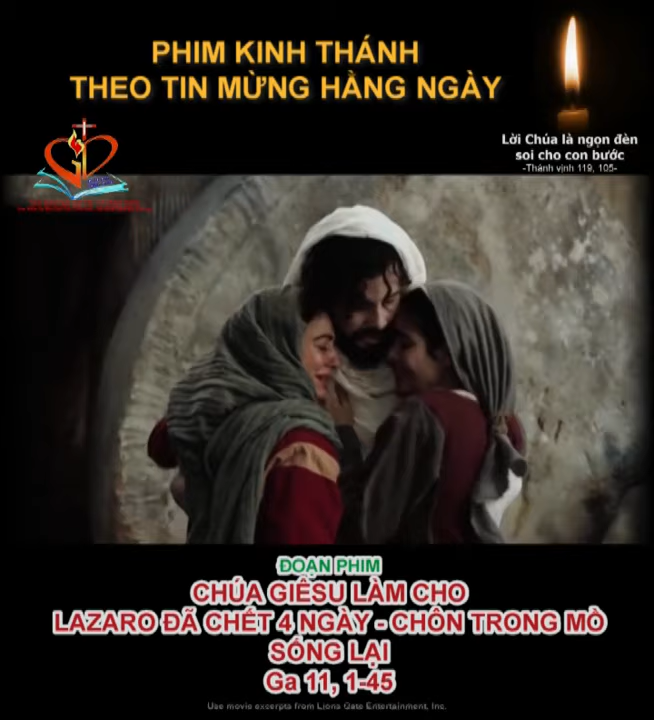 PHIM KINH THÁNH
THEO TIN MỪNG HẰNG NGÀY
Lời Chúa là ngọn đèn
soi cho con bước
-Thánh vịnh 119, 105-
ĐOẠN PHIM
CHÚA GIÊSU LÀM CHO
LAZARO ĐÃ CHẾT 4 NGÀY - CHÔN TRONG MỒ
SỐNG LẠI
Ga 11, 1-45
Use movie excerpts from Lions Gate Entertainment, Inc.